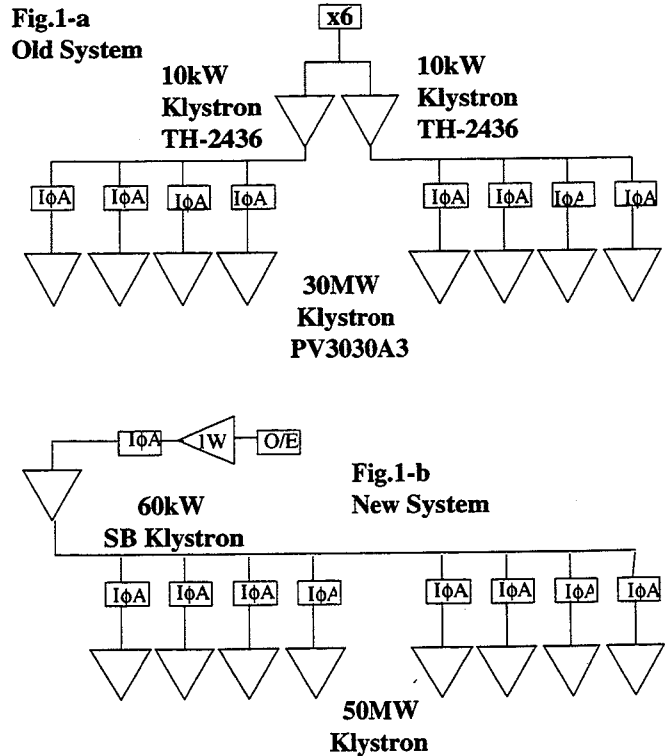 Fig.1-a
Old System
x6
10kW
Klystron
TH-2436
10kW
Klystron
TH-2436
IϕA IϕA IϕA IϕA IϕA IϕA IϕA IϕA
30MW
Klystron
PV3030A3
IϕA 1W O/E
Fig.1-b
New System
60kW
SB Klystron
IϕA IϕA IϕA IϕA IϕA IϕA IϕA IϕA
50MW
Klystron